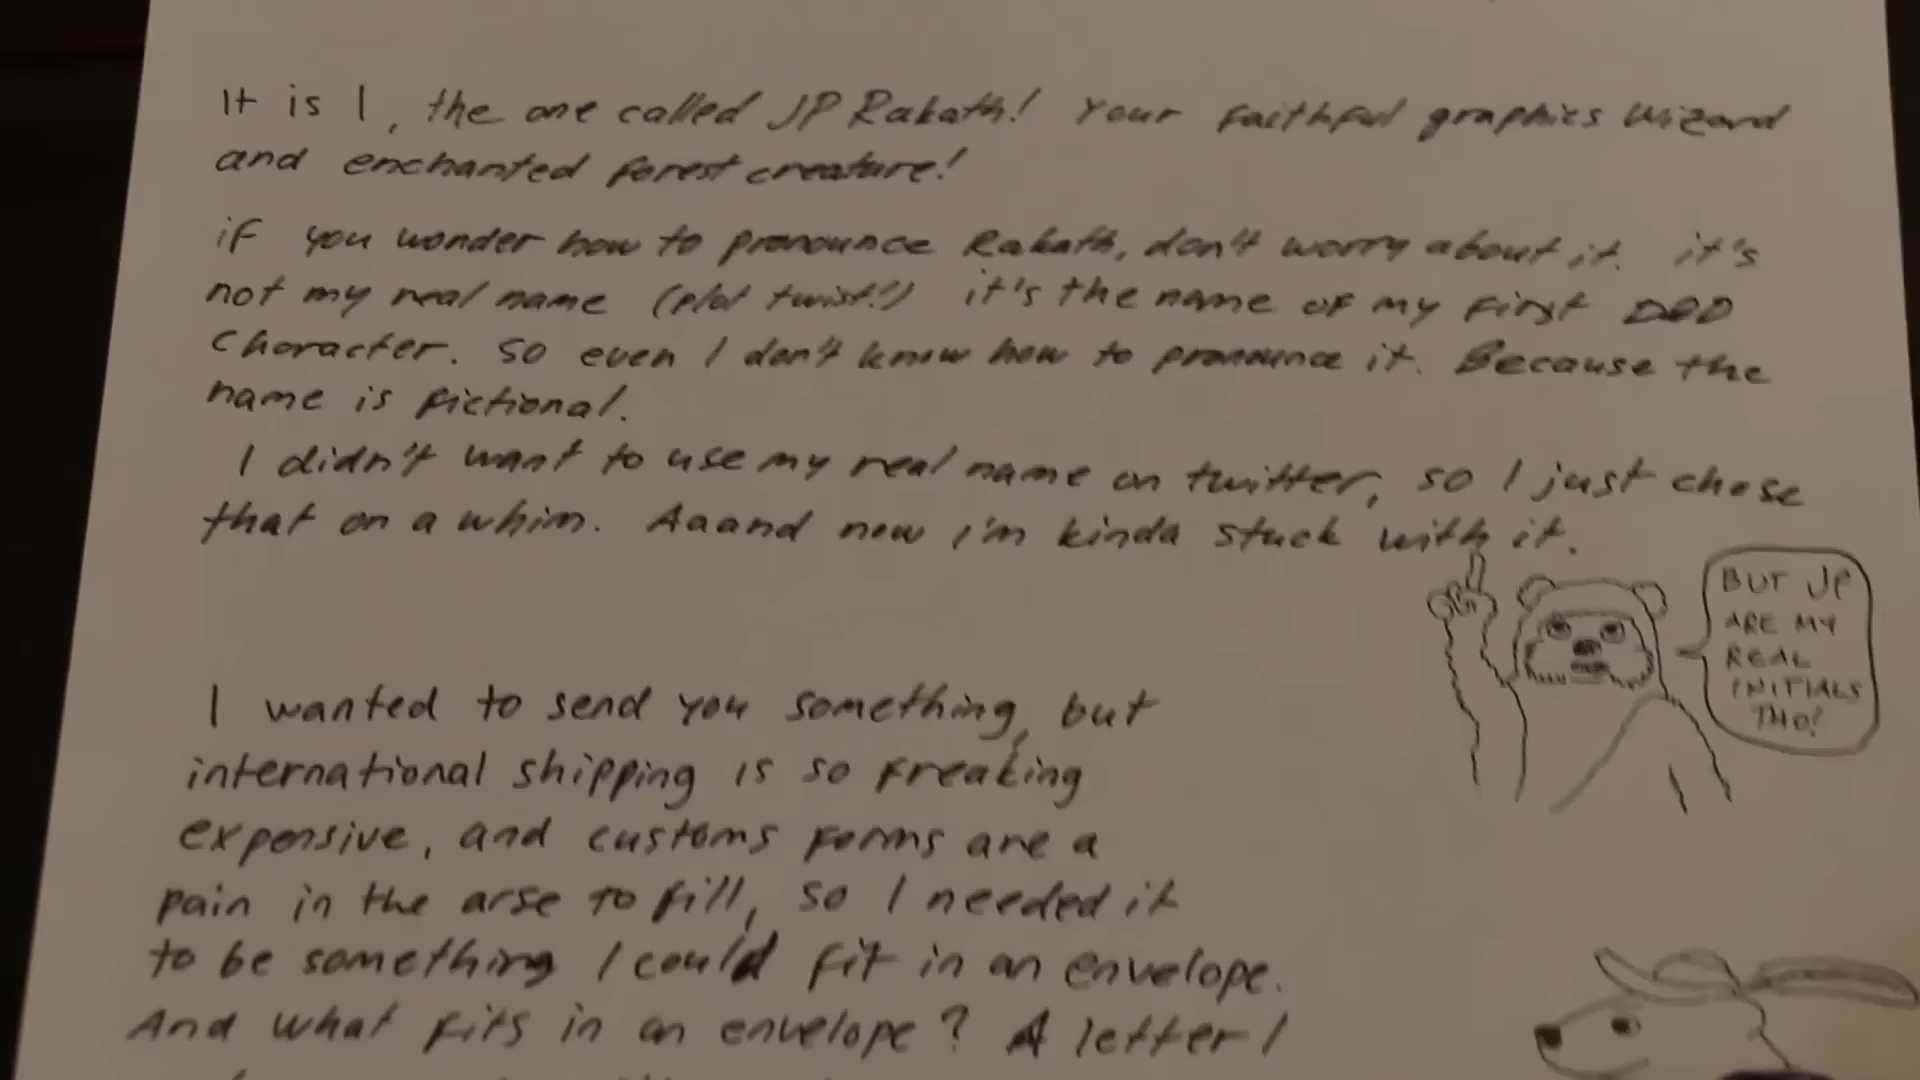 It is I, the one called JP Rakath! Your faithful graphics wizard
and enchanted forest creature!
if you wonder how to pronounce Rakath, don't worry about it. it's
not my real name (plot twist!) it's the name of my first D&D
character. So even I don't know how to pronounce it. Because the
name is fictional.
I didn't want to use my real name on twitter, so I just chose
that on a whim. Aaand now i'm kinda stuck with it.
BUT JP
ARE MY
REAL
INITIALS
THO!
I wanted to send you something, but
international shipping is so freaking
expensive, and customs forms are a
pain in the arse to fill, so I needed it
to be something I could fit in an envelope.
And what fits in an envelope? A letter!